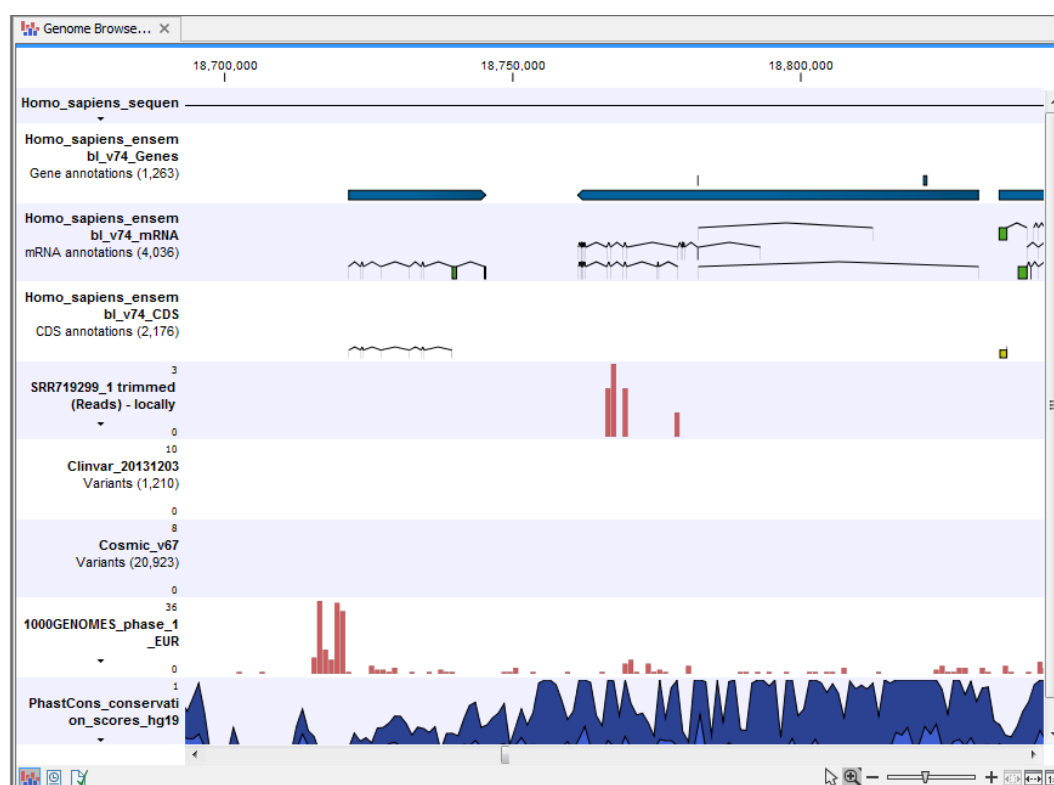 Genome Browse...
18,700,000 18,750,000 18,800,000
Homo_sapiens_sequen
Homo_sapiens_ensem
bl_v74_Genes
Gene annotations (1,263)
Homo_sapiens_ensem
bl_v74_mRNA
mRNA annotations (4,036)
Homo_sapiens_ensem
bl_v74_CDS
CDS annotations (2,176)
3
SRR719299_1 trimmed
(Reads) - locally
0
10
Clinvar_20131203
Variants (1,210)
0
8
Cosmic_v67
Variants (20,923)
0
36
1000GENOMES_phase_1
_EUR
0
1
PhastCons_conservati
on_scores_hg19